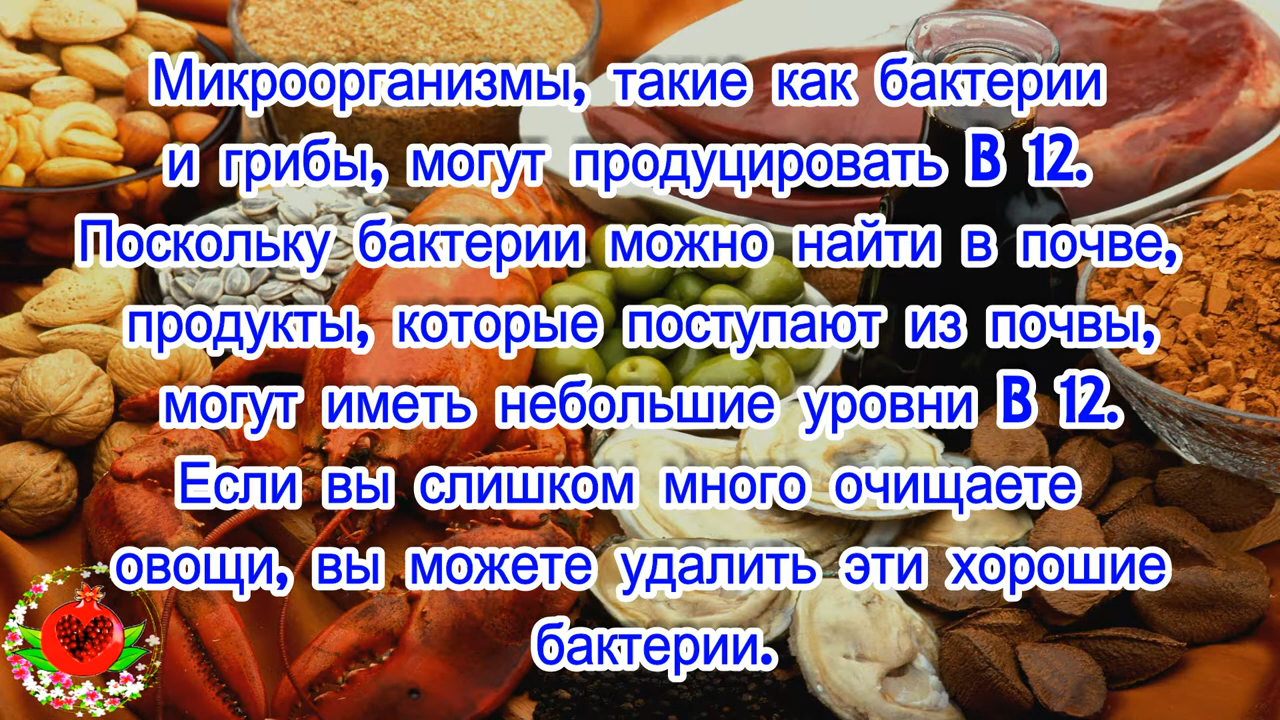 Микроорганизмы, такие как бактерии
и грибы, могут продуцировать B 12.
Поскольку бактерии можно найти в почве,
продукты, которые поступают из почвы,
могут иметь небольшие уровни B 12.
Если вы слишком много очищаете
овощи, вы можете удалить эти хорошие
бактерии.